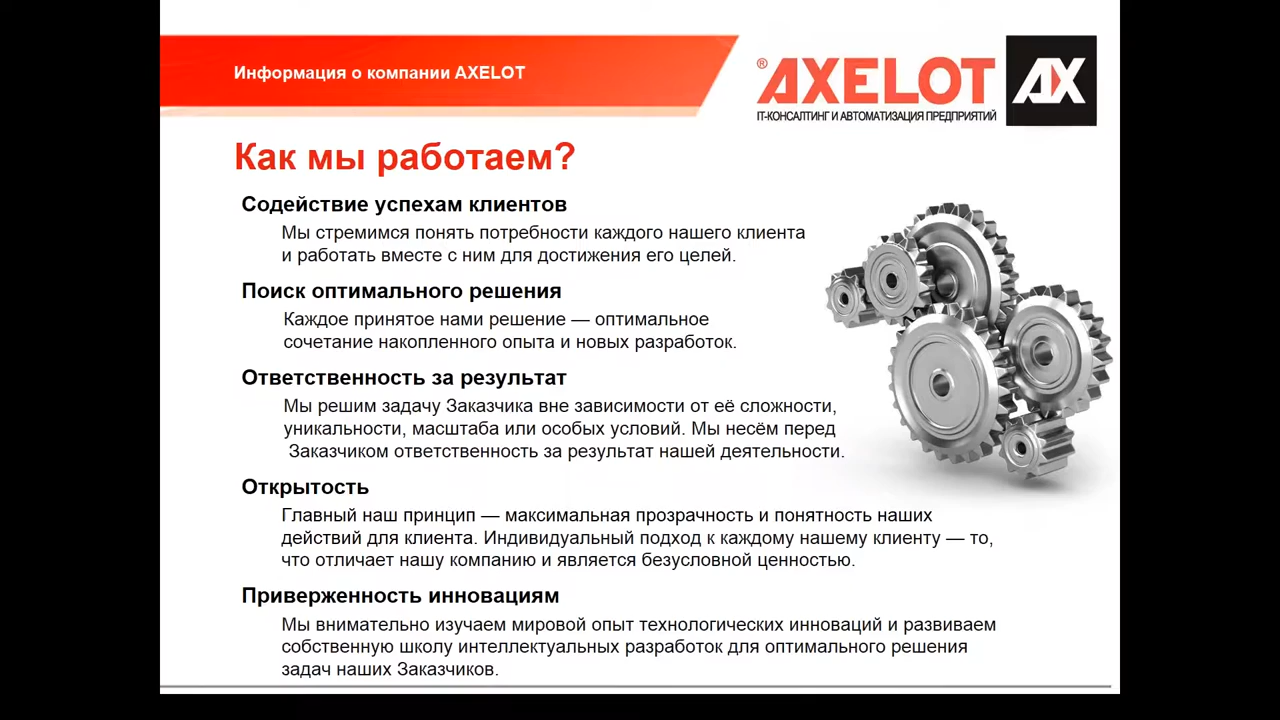 Информация о компании AXELOT
® AXELOT AX
IT-КОНСАЛТИНГ И АВТОМАТИЗАЦИЯ ПРЕДПРИЯТИЙ
Как мы работаем?
Содействие успехам клиентов
Мы стремимся понять потребности каждого нашего клиента
и работать вместе с ним для достижения его целей.
Поиск оптимального решения
Каждое принятое нами решение — оптимальное
сочетание накопленного опыта и новых разработок.
Ответственность за результат
Мы решим задачу Заказчика вне зависимости от её сложности,
уникальности, масштаба или особых условий. Мы несём перед
Заказчиком ответственность за результат нашей деятельности.
Открытость
Главный наш принцип — максимальная прозрачность и понятность наших
действий для клиента. Индивидуальный подход к каждому нашему клиенту — то,
что отличает нашу компанию и является безусловной ценностью.
Приверженность инновациям
Мы внимательно изучаем мировой опыт технологических инноваций и развиваем
собственную школу интеллектуальных разработок для оптимального решения
задач наших Заказчиков.